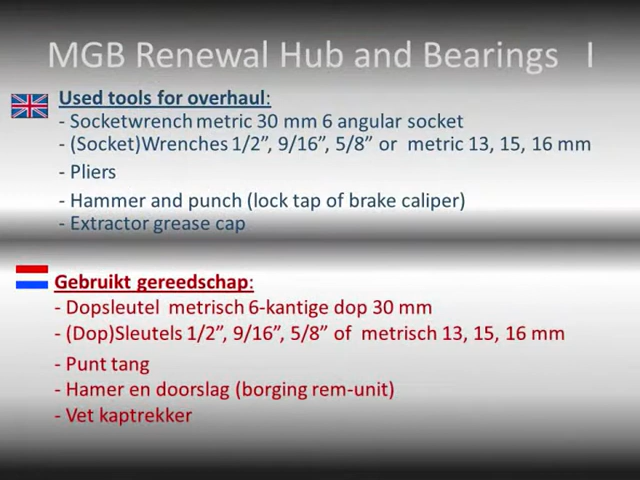 MGB Renewal Hub and Bearings I
Used tools for overhaul:
- Socketwrench metric 30 mm 6 angular socket
- (Socket)Wrenches 1/2”, 9/16”, 5/8” or metric 13, 15, 16 mm
- Pliers
- Hammer and punch (lock tap of brake caliper)
- Extractor grease cap
Gebruikt gereedschap:
- Dopsleutel metrisch 6-kantige dop 30 mm
- (Dop)Sleutels 1/2”, 9/16”, 5/8” of metrisch 13, 15, 16 mm
- Punt tang
- Hamer en doorslag (borging rem-unit)
- Vet kaptrekker